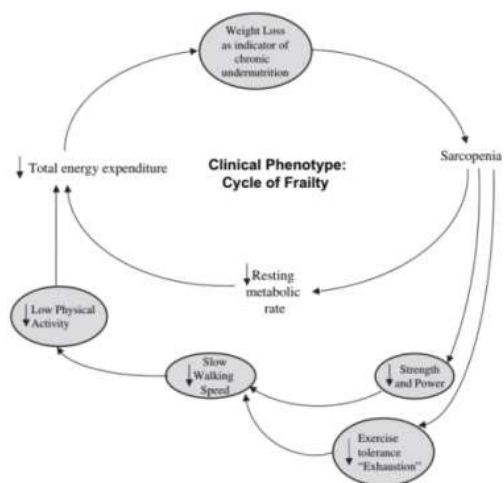 Weight Loss
as indicator of
chronic
undernutrition
↓ Total energy expenditure
Clinical Phenotype:
Cycle of Frailty
Sarcopenia
↓ Resting
metabolic
rate
↓ Low Physical
Activity
Slow
↓ Walking
Speed
↓ Strength
and Power
↓ Exercise
tolerance
"Exhaustion"